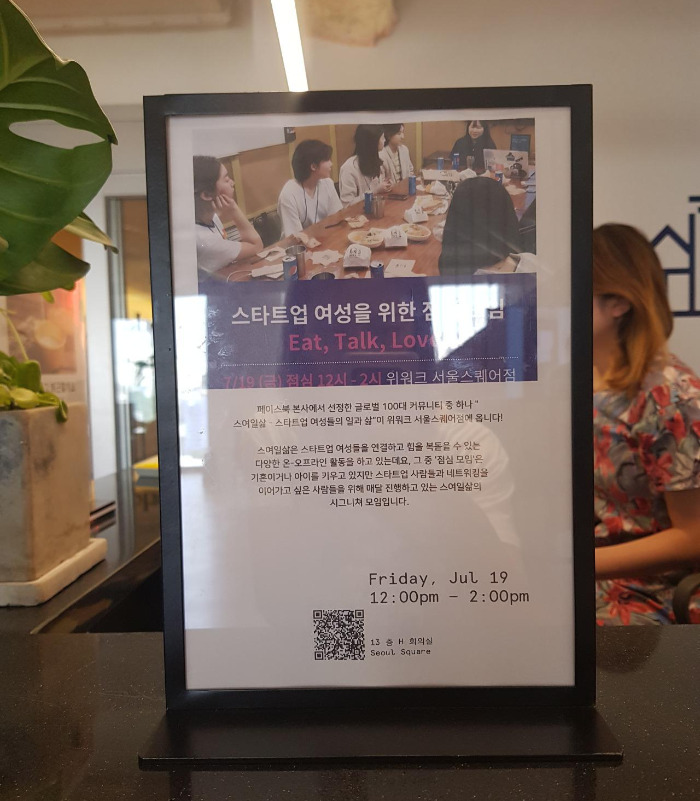 스타트업 여성을 위한
Eat, Talk, Love
7/19 (금) 점심 12시 - 2시 위워크 서울스퀘어점
페이스북 본사에서 선정한 글로벌 100대 커뮤니티 중 하나 "
스여일삶 - 스타트업 여성들의 일과 삶"이 위워크 서울스퀘어점에 옵니다!
스여일삶은 스타트업 여성들을 연결하고 힘을 북돋을 수 있는
다양한 온-오프라인 활동을 하고 있는데요, 그 중 '점심 모임'은
기혼이거나 아이를 키우고 있지만 스타트업 사람들과 네트워킹을
이어가고 싶은 사람들을 위해 매달 진행하고 있는 스여일삶의
시그니쳐 모임입니다.
Friday, Jul 19
12:00pm – 2:00pm
13 층 H 회의실
Seoul Square